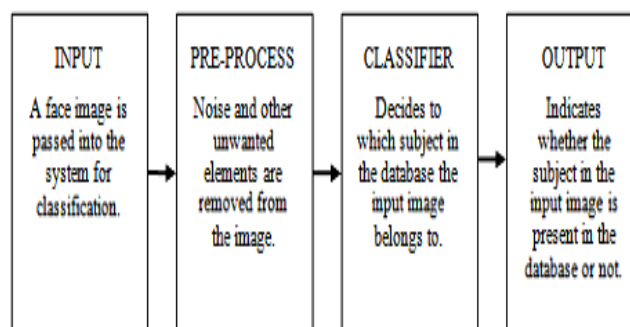 INPUT
A face image is
passed into the
system for
classification.
PRE-PROCESS
Noise and other
unwanted
elements are
removed from
the image.
CLASSIFIER
Decides to
which subject in
the database the
input image
belongs to.
OUTPUT
Indicates
whether the
subject in the
input image is
present in the
database or not.